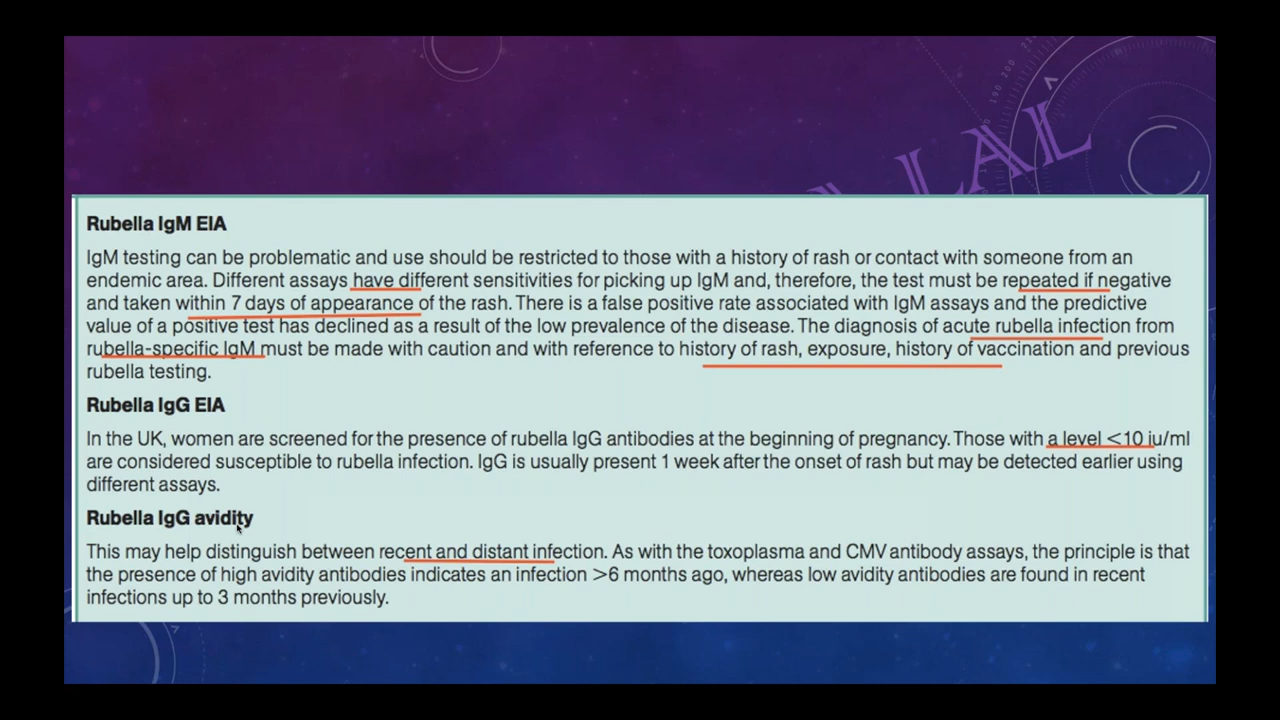 LAL
Rubella IgM EIA
IgM testing can be problematic and use should be restricted to those with a history of rash or contact with someone from an
endemic area. Different assays have different sensitivities for picking up IgM and, therefore, the test must be repeated if negative
and taken within 7 days of appearance of the rash. There is a false positive rate associated with IgM assays and the predictive
value of a positive test has declined as a result of the low prevalence of the disease. The diagnosis of acute rubella infection from
rubella-specific IgM must be made with caution and with reference to history of rash, exposure, history of vaccination and previous
rubella testing.
Rubella IgG EIA
In the UK, women are screened for the presence of rubella IgG antibodies at the beginning of pregnancy. Those with a level <10 iu/ml
are considered susceptible to rubella infection. IgG is usually present 1 week after the onset of rash but may be detected earlier using
different assays.
Rubella IgG avidity
This may help distinguish between recent and distant infection. As with the toxoplasma and CMV antibody assays, the principle is that
the presence of high avidity antibodies indicates an infection >6 months ago, whereas low avidity antibodies are found in recent
infections up to 3 months previously.